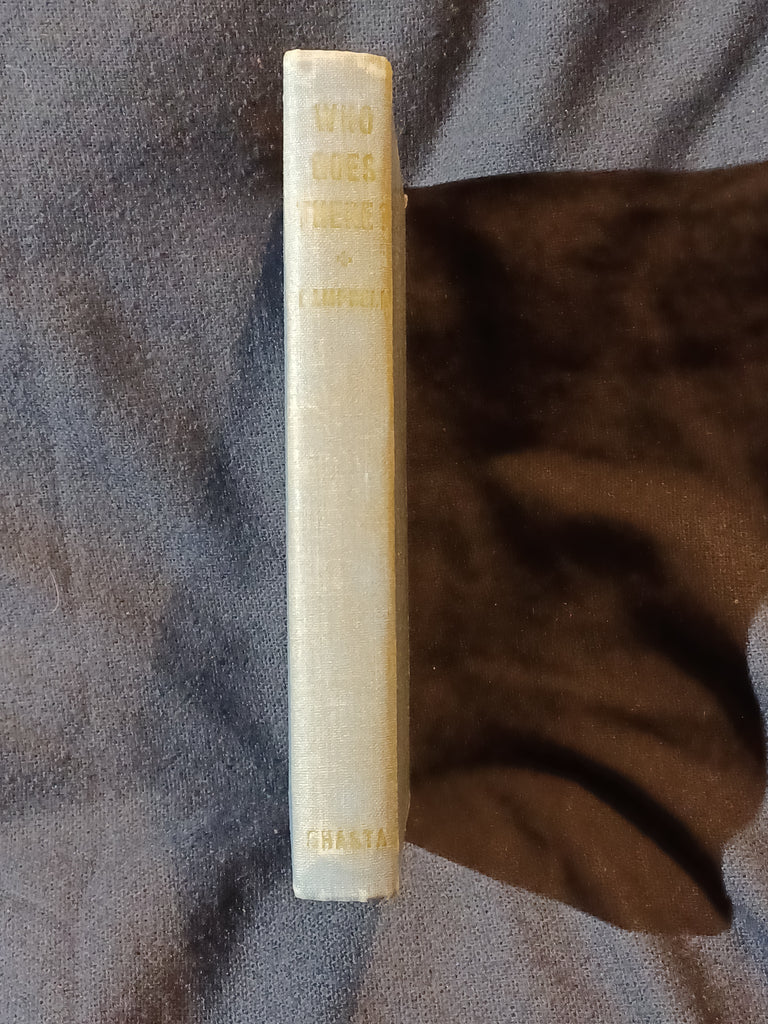 WHO
GOES
THERE?
CAMPBELL
SHASTA